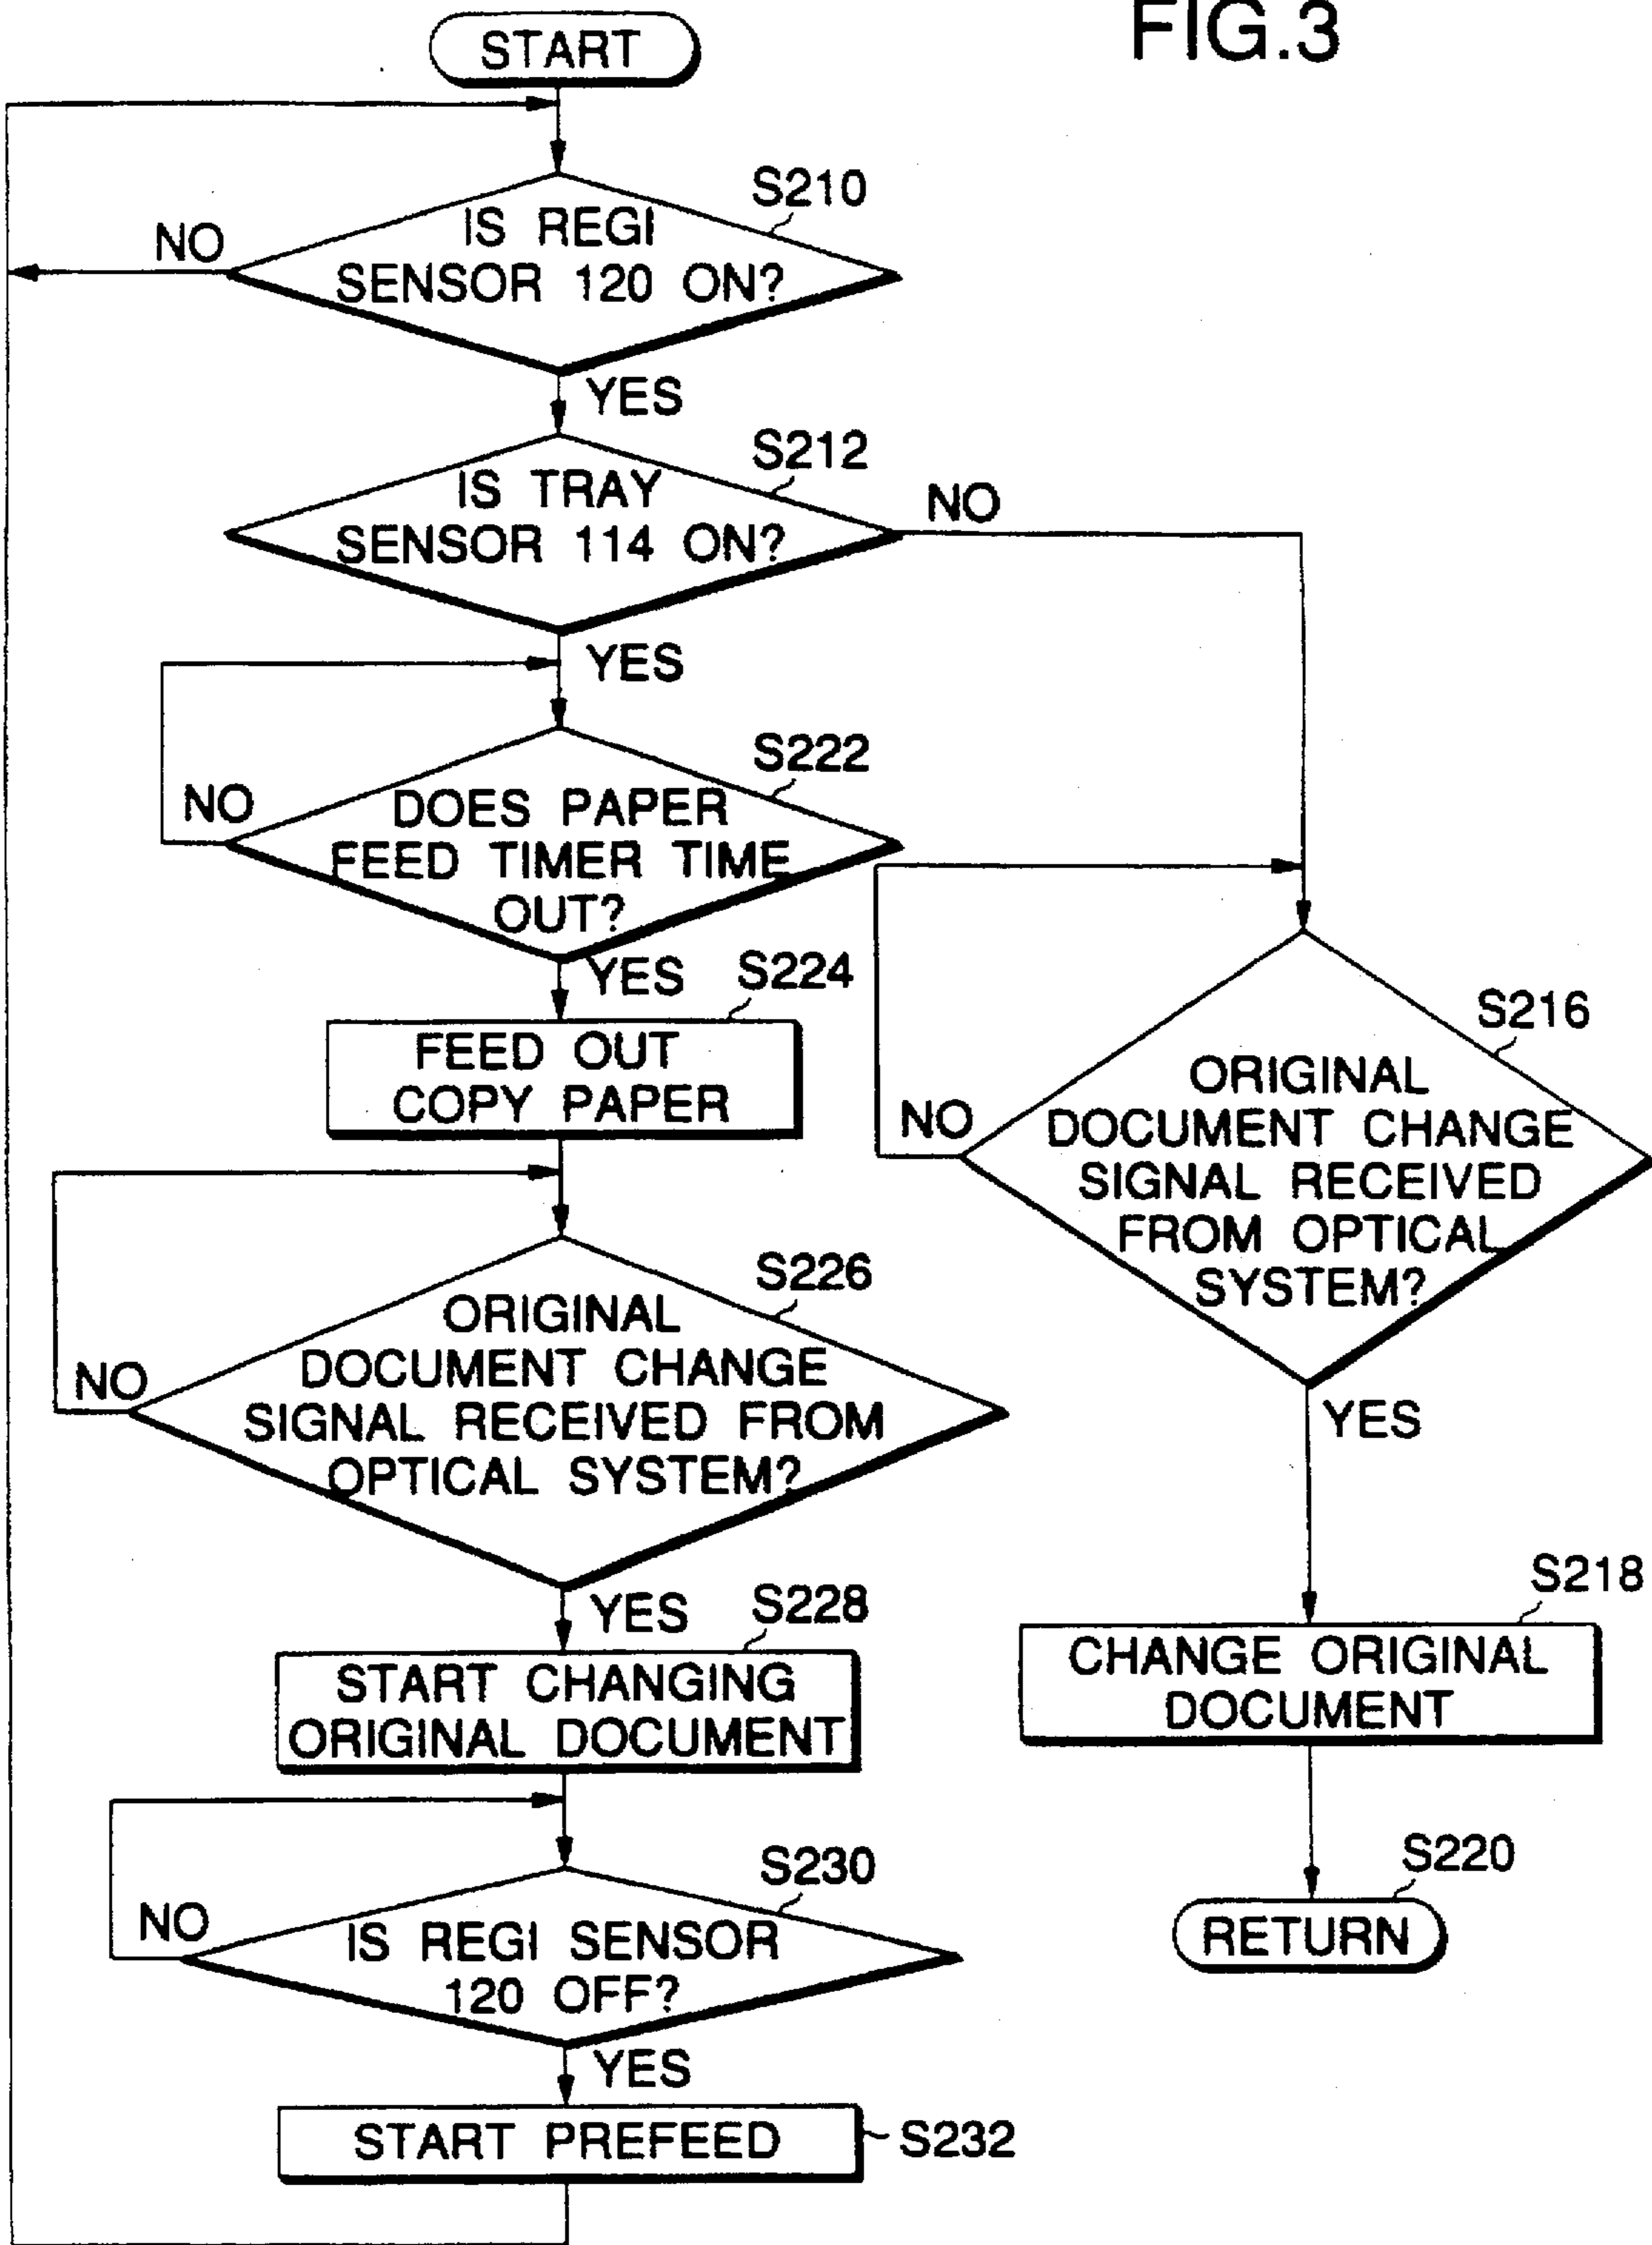 FIG.3
START
S210
IS REGI
SENSOR 120 ON?
NO
YES
S212
IS TRAY
SENSOR 114 ON?
NO
YES
S222
DOES PAPER
FEED TIMER TIME
OUT?
NO
YES
S224
FEED OUT
COPY PAPER
S226
ORIGINAL
DOCUMENT CHANGE
SIGNAL RECEIVED FROM
OPTICAL SYSTEM?
NO
YES
S228
START CHANGING
ORIGINAL DOCUMENT
S230
IS REGI SENSOR
120 OFF?
NO
YES
START PREFEED
S232
S216
ORIGINAL
DOCUMENT CHANGE
SIGNAL RECEIVED
FROM OPTICAL
SYSTEM?
NO
YES
S218
CHANGE ORIGINAL
DOCUMENT
S220
RETURN